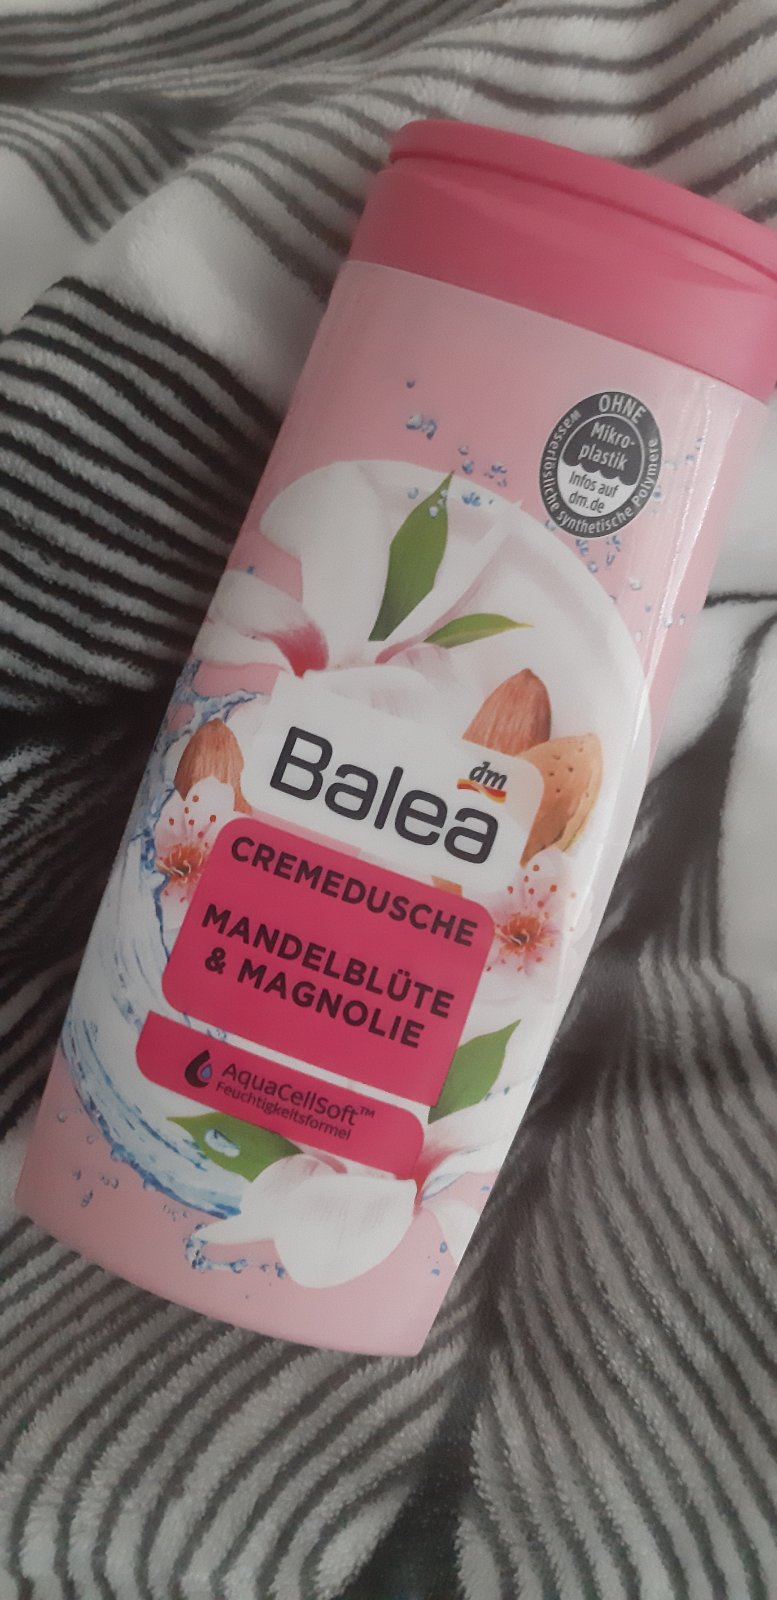 OHNE
Mikro-
plastik
Infos auf
dm.de
wasserlösliche synthetische Polymere
Balea
dm
CREMEDUSCHE
MANDELBLÜTE
& MAGNOLIE
AquaCellSoft™
Feuchtigkeitsformel